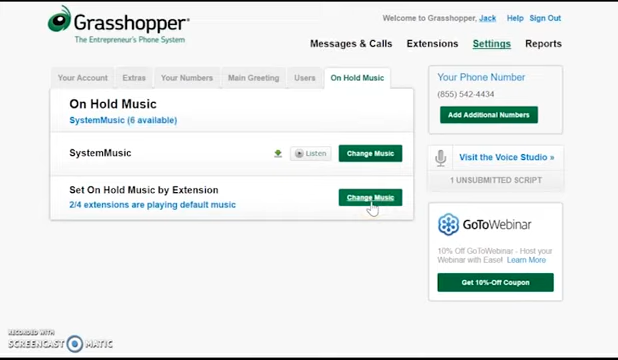 Grasshopper®
The Entrepreneur's Phone System
Welcome to Grasshopper, Jack Help Sign Out
Messages & Calls Extensions Settings Reports
Your Account Extras Your Numbers Main Greeting Users On Hold Music
On Hold Music
SystemMusic (6 available)
SystemMusic
Listen
Change Music
Set On Hold Music by Extension
2/4 extensions are playing default music
Change Music
Your Phone Number
(855) 542-4434
Add Additional Numbers
Visit the Voice Studio »
1 UNSUBMITTED SCRIPT
GoToWebinar
10% Off GoToWebinar - Host your
Webinar with Ease! Learn More
Get 10%-Off Coupon
RECORDED WITH
SCREENCAST MATIC